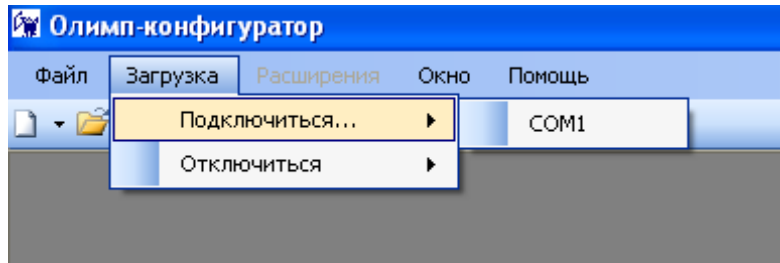 Олимп-конфигуратор
Файл Загрузка Расширения Окно Помощь
Подключиться... COM1
Отключиться